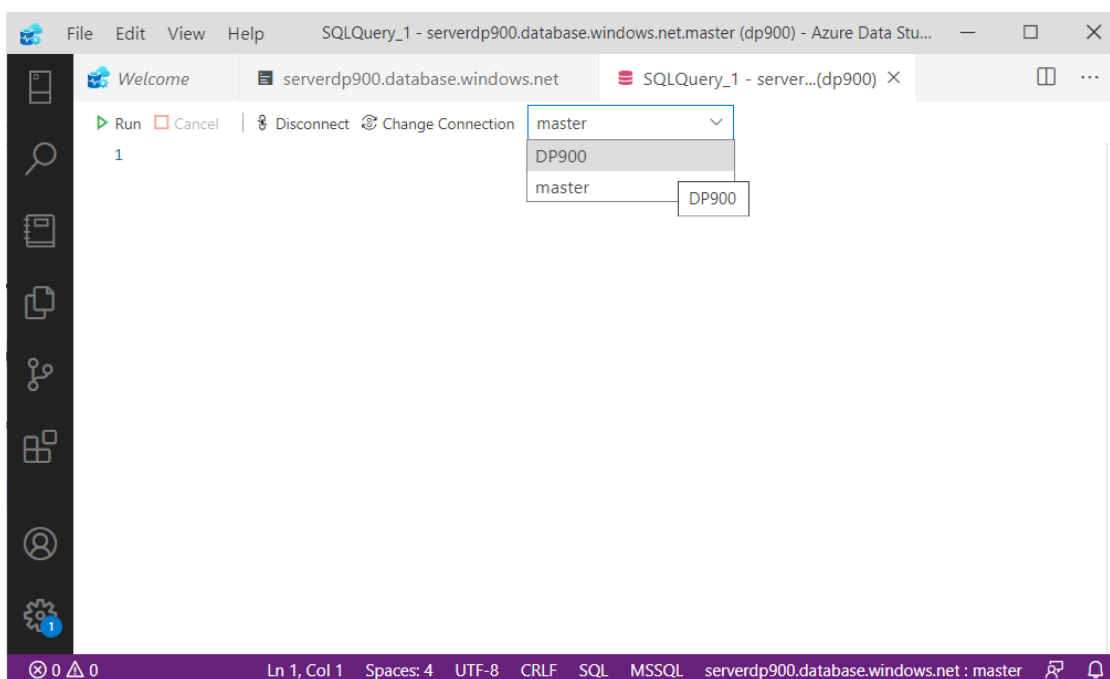 File Edit View Help SQLQuery_1 - serverdp900.database.windows.net.master (dp900) - Azure Data Stu...
Welcome serverdp900.database.windows.net SQLQuery_1 - server...(dp900)
Run Cancel Disconnect Change Connection master
1
DP900
master
DP900
1
0 0 Ln 1, Col 1 Spaces: 4 UTF-8 CRLF SQL MSSQL serverdp900.database.windows.net : master